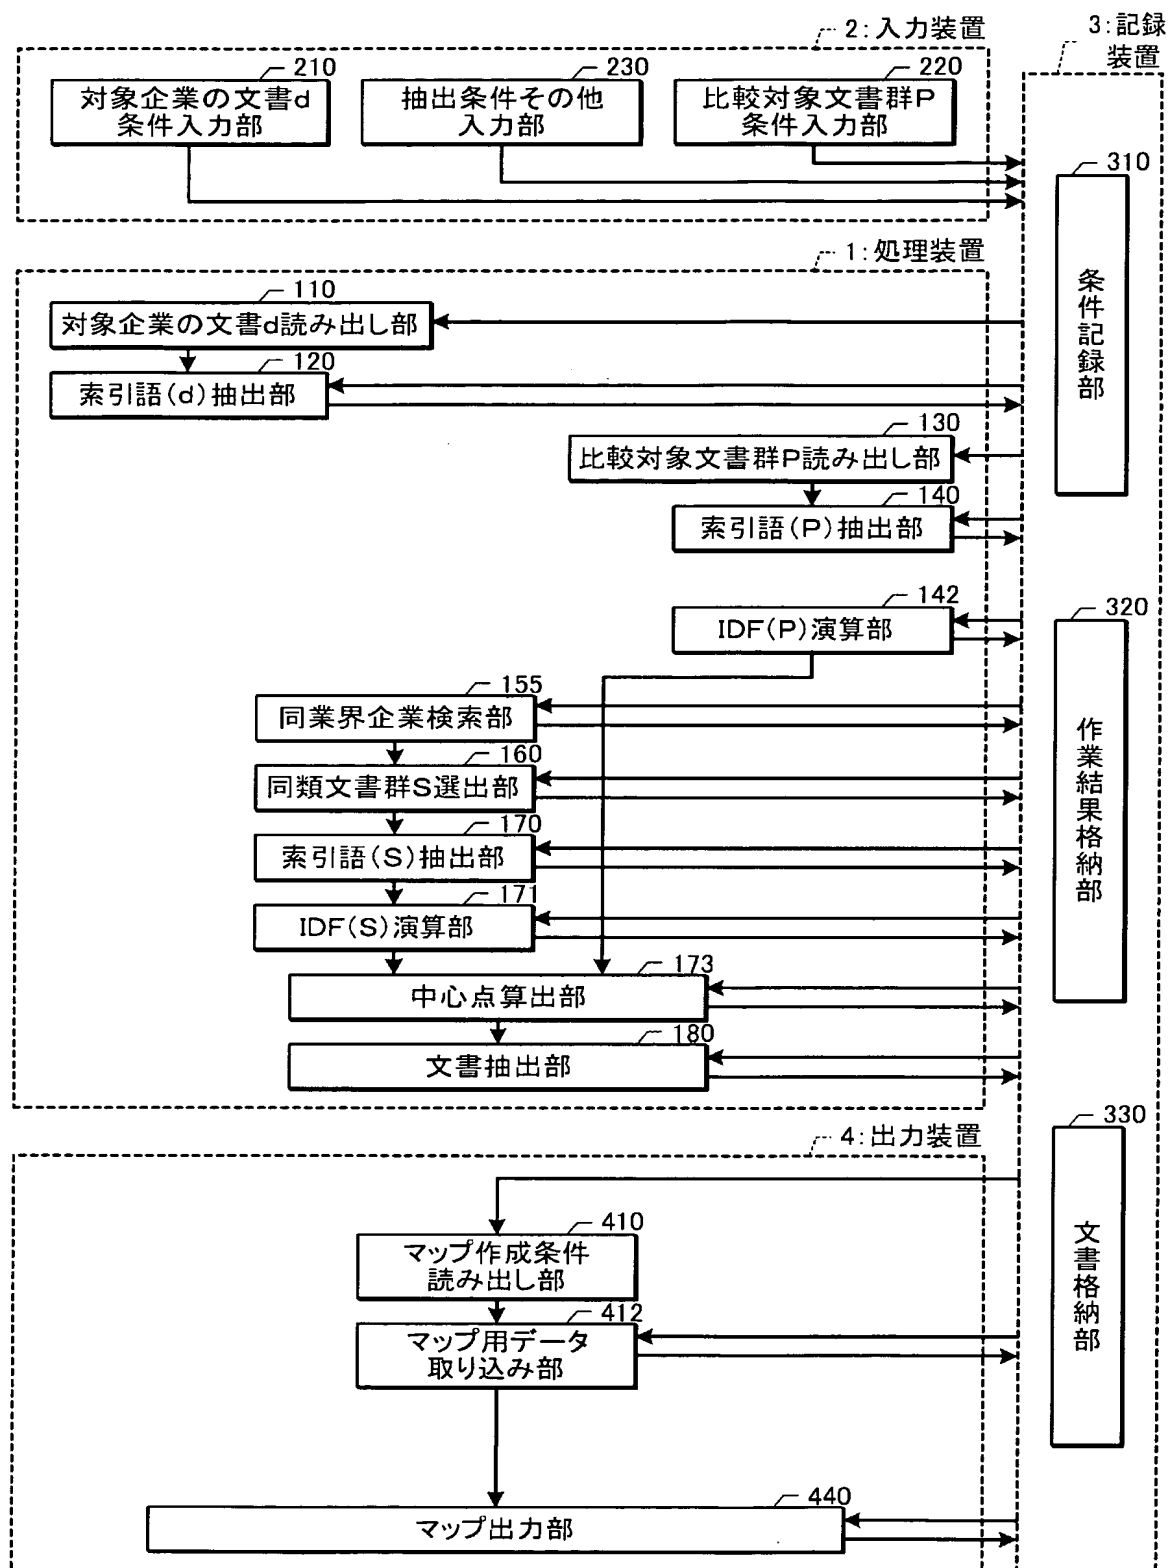 2:入力装置
3:記録
装置
210
対象企業の文書d
条件入力部
230
抽出条件その他
入力部
220
比較対象文書群P
条件入力部
310
条件記録部
1:処理装置
110
対象企業の文書d読み出し部
120
索引語(d)抽出部
130
比較対象文書群P読み出し部
140
索引語(P)抽出部
142
IDF(P)演算部
320
作業結果格納部
155
同業界企業検索部
160
同類文書群S選出部
170
索引語(S)抽出部
171
IDF(S)演算部
173
中心点算出部
180
文書抽出部
330
文書格納部
4:出力装置
410
マップ作成条件
読み出し部
412
マップ用データ
取り込み部
440
マップ出力部